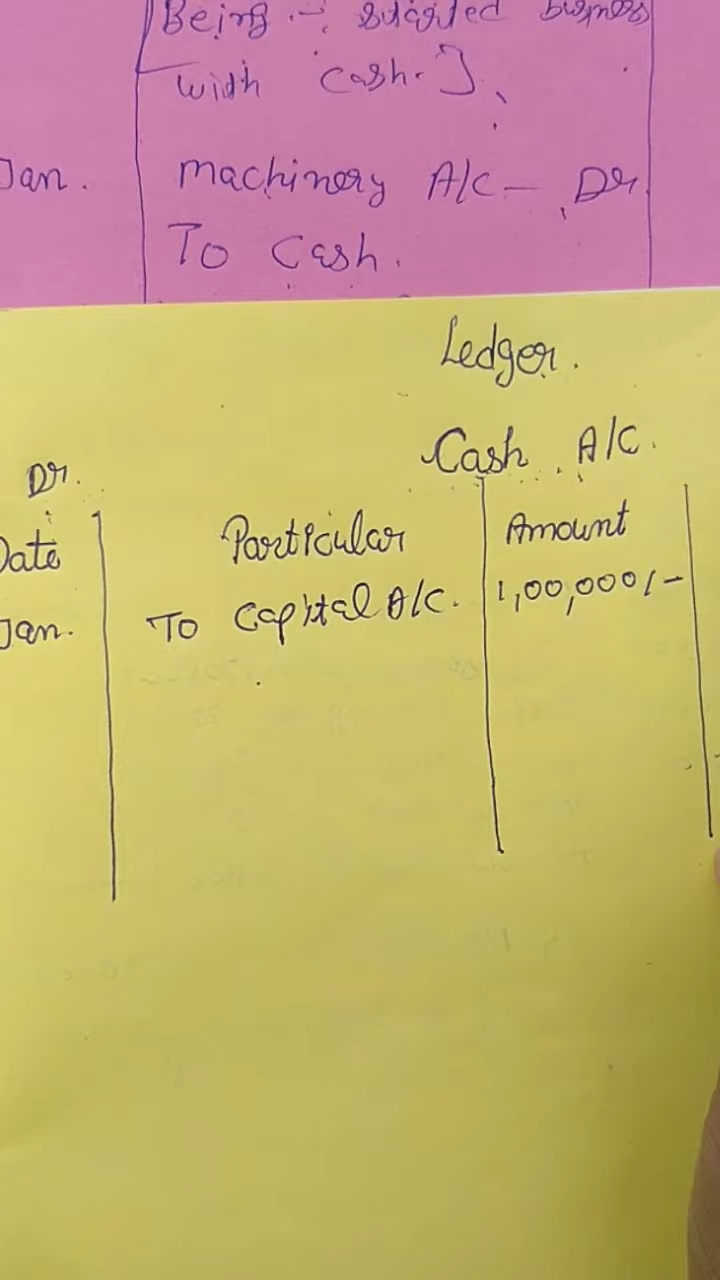 Being :- started business
with cash.]
Jan. machinery A/C — Dr.
To Cash.
Ledger.
Cash A/C.
Dr.
Date Particular Amount
Jan. To Capital A/C. 1,00,000/-